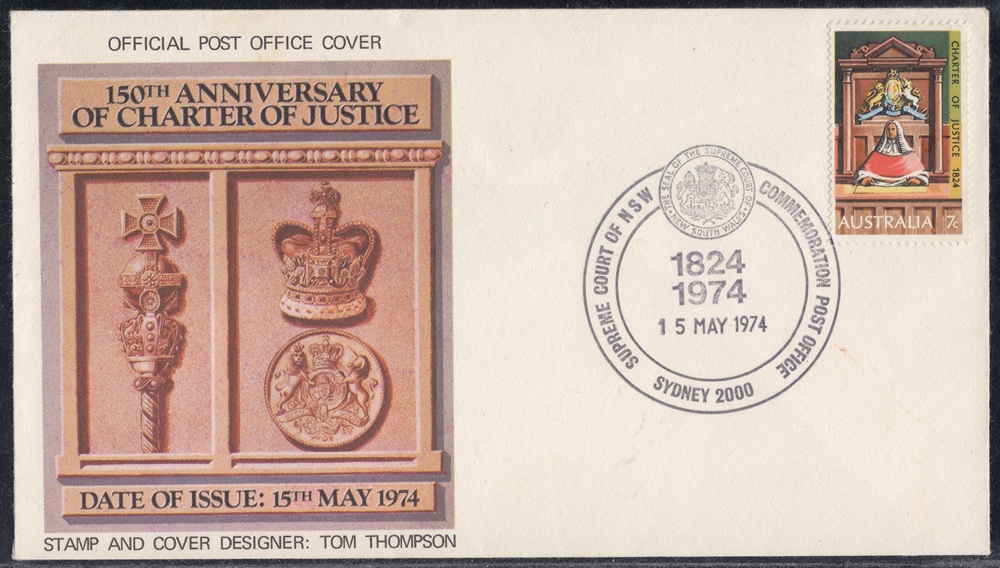 OFFICIAL POST OFFICE COVER
150TH ANNIVERSARY
OF CHARTER OF JUSTICE
DATE OF ISSUE: 15TH MAY 1974
STAMP AND COVER DESIGNER: TOM THOMPSON
SUPREME COURT OF NSW COMMEMORATION POST OFFICE
SYDNEY 2000
THE SEAL OF THE SUPREME COURT OF
NEW SOUTH WALES
1824
1974
15 MAY 1974
CHARTER OF JUSTICE 1824
AUSTRALIA 7c